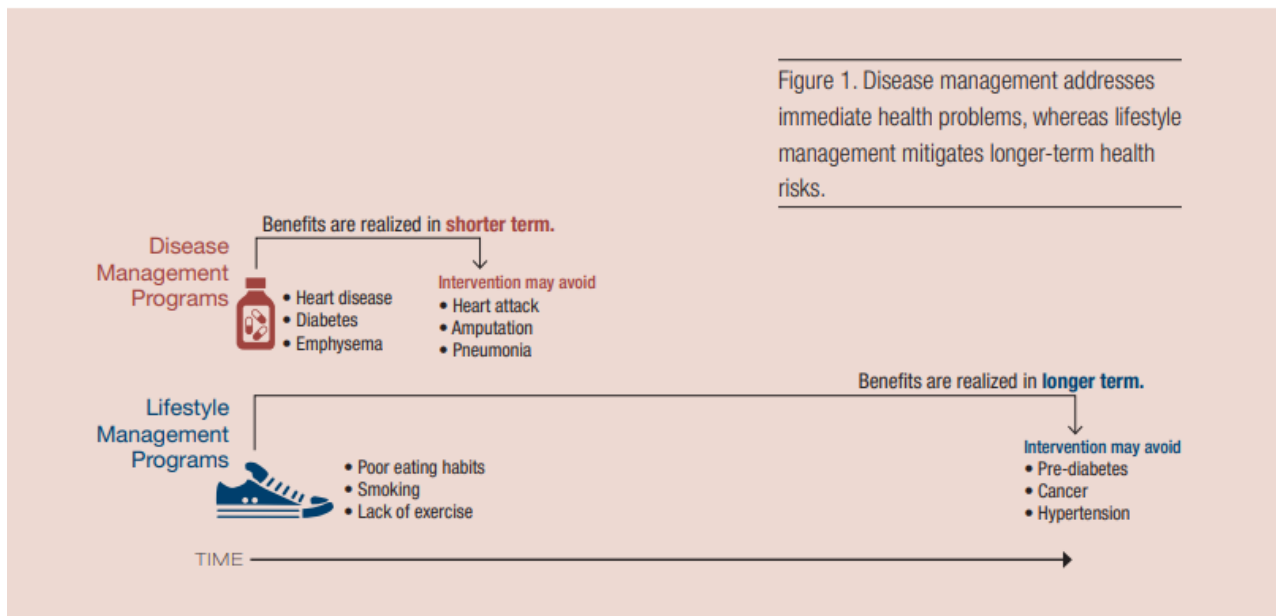 Figure 1. Disease management addresses
immediate health problems, whereas lifestyle
management mitigates longer-term health
risks.
Benefits are realized in shorter term.
Disease
Management
Programs
• Heart disease
• Diabetes
• Emphysema
Intervention may avoid
• Heart attack
• Amputation
• Pneumonia
Benefits are realized in longer term.
Lifestyle
Management
Programs
• Poor eating habits
• Smoking
• Lack of exercise
Intervention may avoid
• Pre-diabetes
• Cancer
• Hypertension
TIME